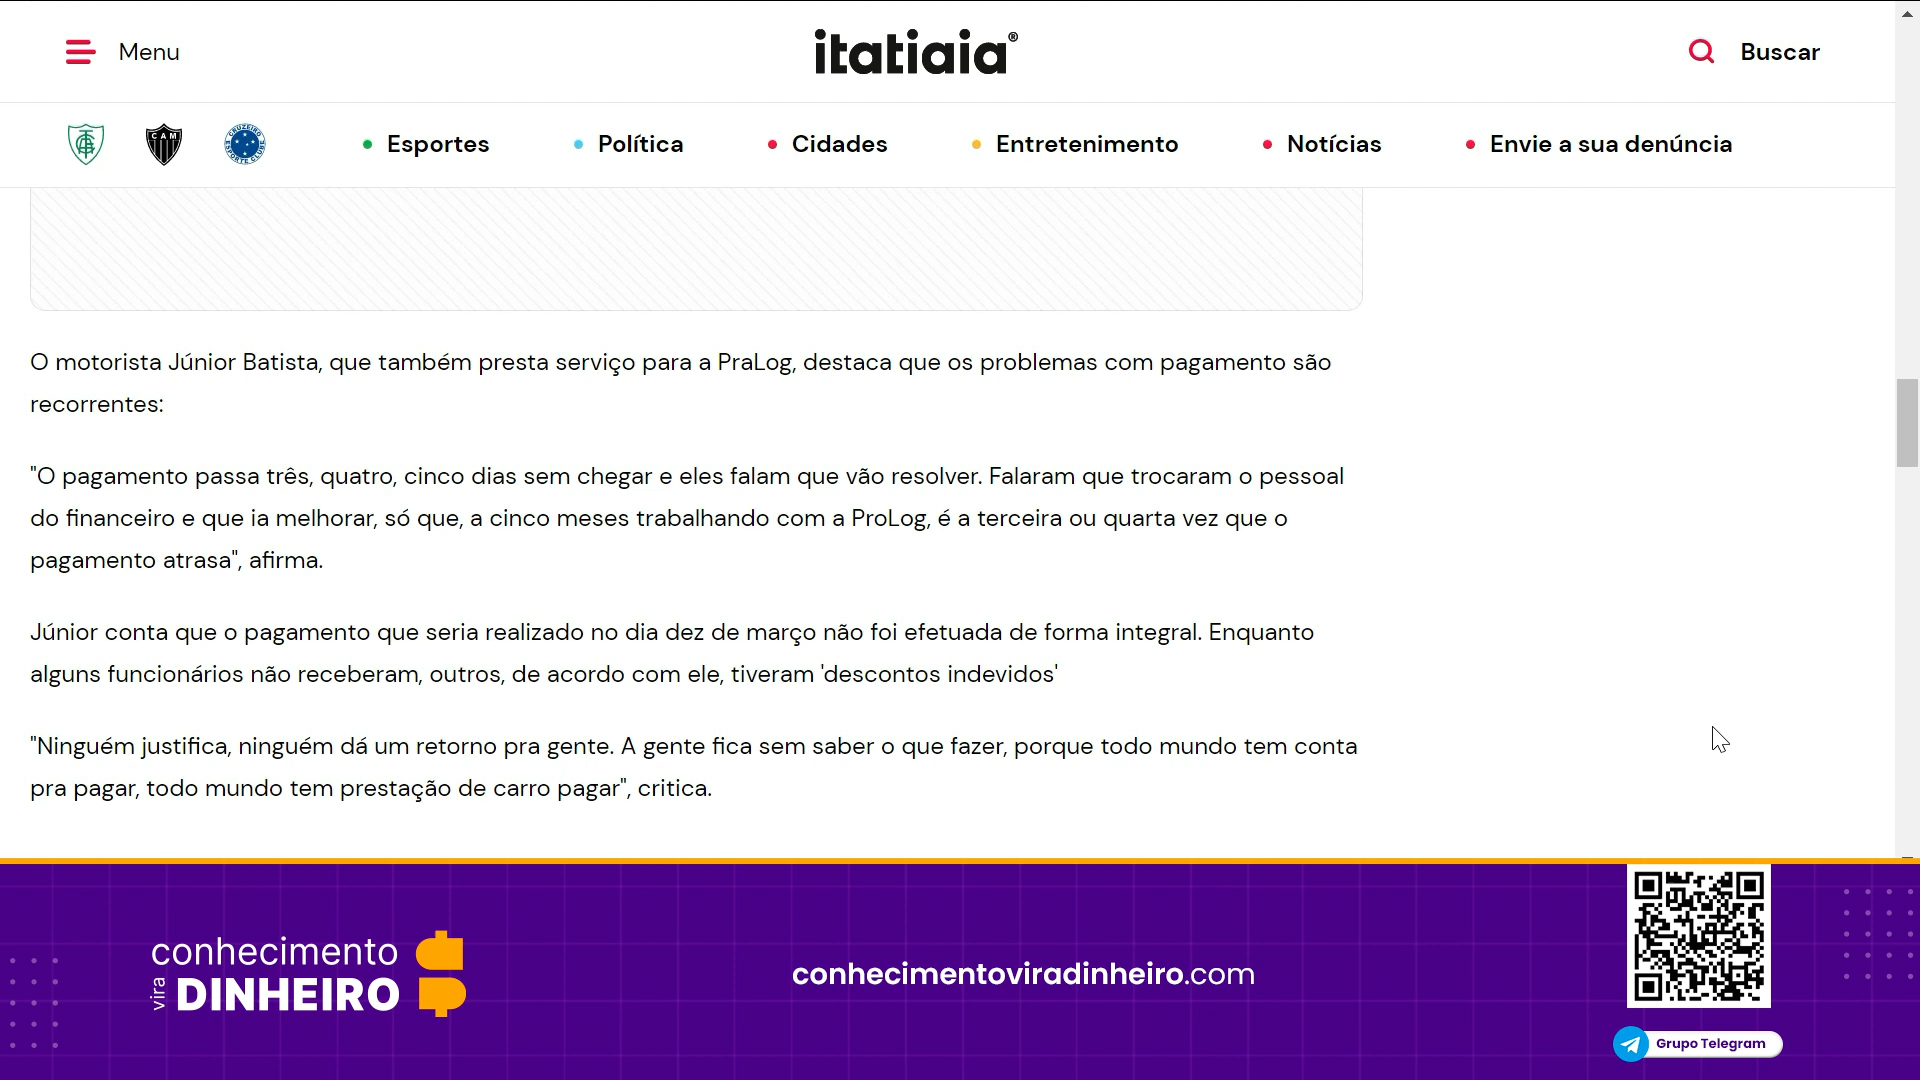 Menu
itatiaia®
Buscar
CAM
CRUZEIRO
ESPORTE CLUBE
Esportes
Política
Cidades
Entretenimento
Notícias
Envie a sua denúncia
O motorista Júnior Batista, que também presta serviço para a PraLog, destaca que os problemas com pagamento são
recorrentes:
"O pagamento passa três, quatro, cinco dias sem chegar e eles falam que vão resolver. Falaram que trocaram o pessoal
do financeiro e que ia melhorar, só que, a cinco meses trabalhando com a ProLog, é a terceira ou quarta vez que o
pagamento atrasa", afirma.
Júnior conta que o pagamento que seria realizado no dia dez de março não foi efetuada de forma integral. Enquanto
alguns funcionários não receberam, outros, de acordo com ele, tiveram 'descontos indevidos'
"Ninguém justifica, ninguém dá um retorno pra gente. A gente fica sem saber o que fazer, porque todo mundo tem conta
pra pagar, todo mundo tem prestação de carro pagar", critica.
conhecimento
vira DINHEIRO
conhecimentoviradinheiro.com
Grupo Telegram